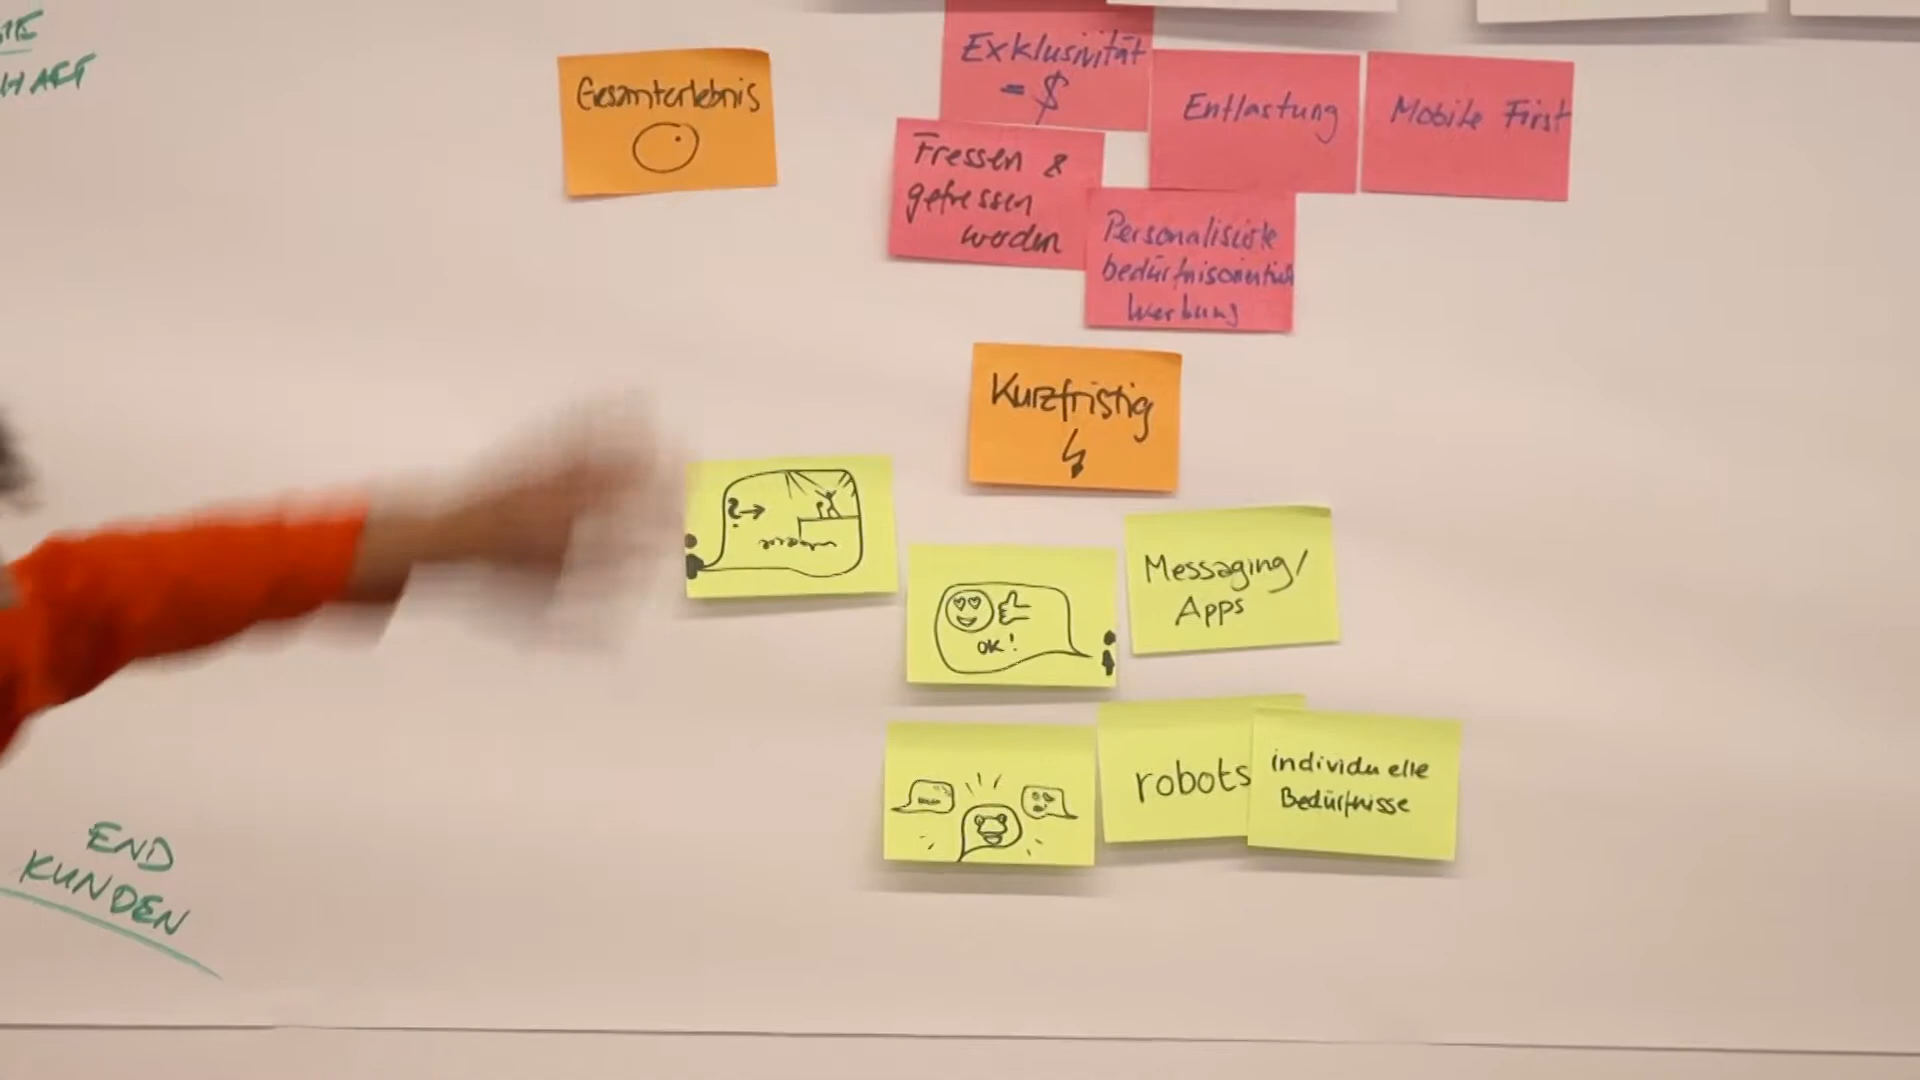 HAFT
Gesamterlebnis
Exklusivität
= $
Entlastung
Mobile First
Fressen &
gefressen
werden
Personalisierte
Werbung
Kurzfristig
?→
OK!
Messaging/
Apps
robots
individuelle
Bedürfnisse
END
KUNDEN